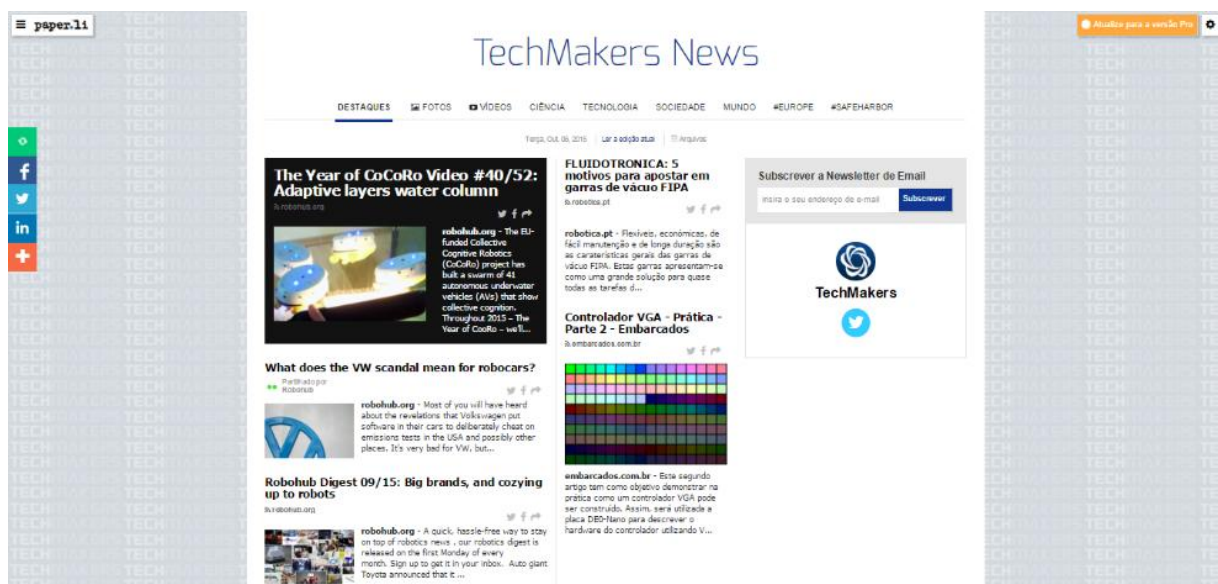 ≡ paper.li
Atualize para a versão Pro
TechMakers News
DESTAQUES FOTOS VÍDEOS CIÊNCIA TECNOLOGIA SOCIEDADE MUNDO #EUROPE #SAFEHARBOR
Terça, Out. 06, 2015 Ler a edição atual Arquivos
The Year of CoCoRo Video #40/52:
Adaptive layers water column
robohub.org
robohub.org - The EU-
funded Collective
Cognitive Robotics
(CoCoRo) project has
built a swarm of 41
autonomous underwater
vehicles (AVs) that show
collective cognition.
Throughout 2015 – The
Year of CooRo – we'll...
What does the VW scandal mean for robocars?
Partilhado por
Robohub
robohub.org - Most of you will have heard
about the revelations that Volkswagen put
software in their cars to deliberately cheat on
emissions tests in the USA and possibly other
places. It's very bad for VW, but...
Robohub Digest 09/15: Big brands, and cozying
up to robots
robohub.org
robohub.org - A quick, hassle-free way to stay
on top of robotics news , our robotics digest is
released on the first Monday of every
month. Sign up to get it in your inbox. Auto giant
Toyota announced that it ...
FLUIDOTRONICA: 5
motivos para apostar em
garras de vácuo FIPA
robotica.pt
robotica.pt - Flexíveis, económicas, de
fácil manutenção e de longa duração são
as caraterísticas gerais das garras de
vácuo FIPA. Estas garras apresentam-se
como uma grande solução para quase
todas as tarefas d...
Controlador VGA - Prática -
Parte 2 - Embarcados
embarcados.com.br
embarcados.com.br - Este segundo
artigo tem como objetivo demonstrar na
prática como um controlador VGA pode
ser construído. Assim, será utilizada a
placa DE0-Nano para descrever o
hardware do controlador utilizando V...
Subscrever a Newsletter de Email
insira o seu endereço de e-mail Subscrever
TechMakers